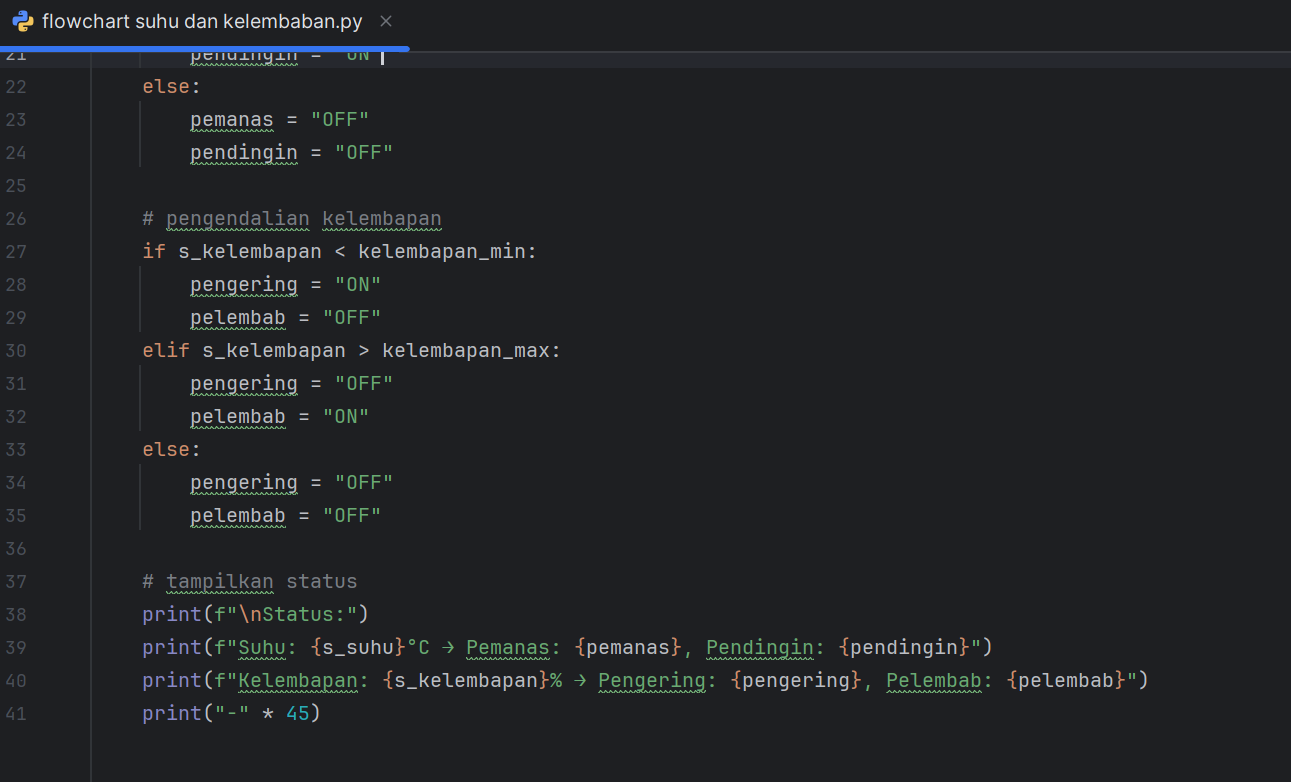 flowchart suhu dan kelembaban.py
21 pendingin = "ON"
22 else:
23 pemanas = "OFF"
24 pendingin = "OFF"
25
26 # pengendalian kelembapan
27 if s_kelembapan < kelembapan_min:
28 pengering = "ON"
29 pelembab = "OFF"
30 elif s_kelembapan > kelembapan_max:
31 pengering = "OFF"
32 pelembab = "ON"
33 else:
34 pengering = "OFF"
35 pelembab = "OFF"
36
37 # tampilkan status
38 print(f"\nStatus:")
39 print(f"Suhu: {s_suhu}°C → Pemanas: {pemanas}, Pendingin: {pendingin}")
40 print(f"Kelembapan: {s_kelembapan}% → Pengering: {pengering}, Pelembab: {pelembab}")
41 print("-" * 45)